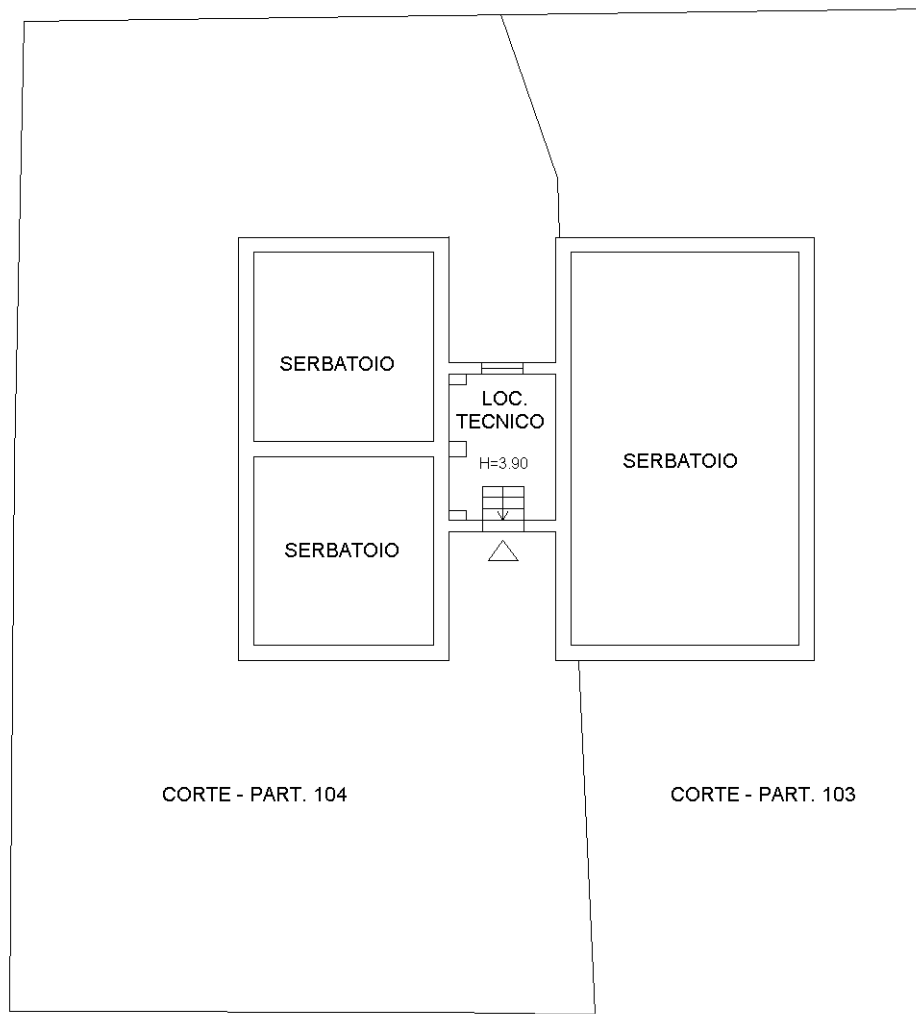 SERBATOIO
LOC.
TECNICO
H=3.90
SERBATOIO
SERBATOIO
CORTE - PART. 104
CORTE - PART. 103